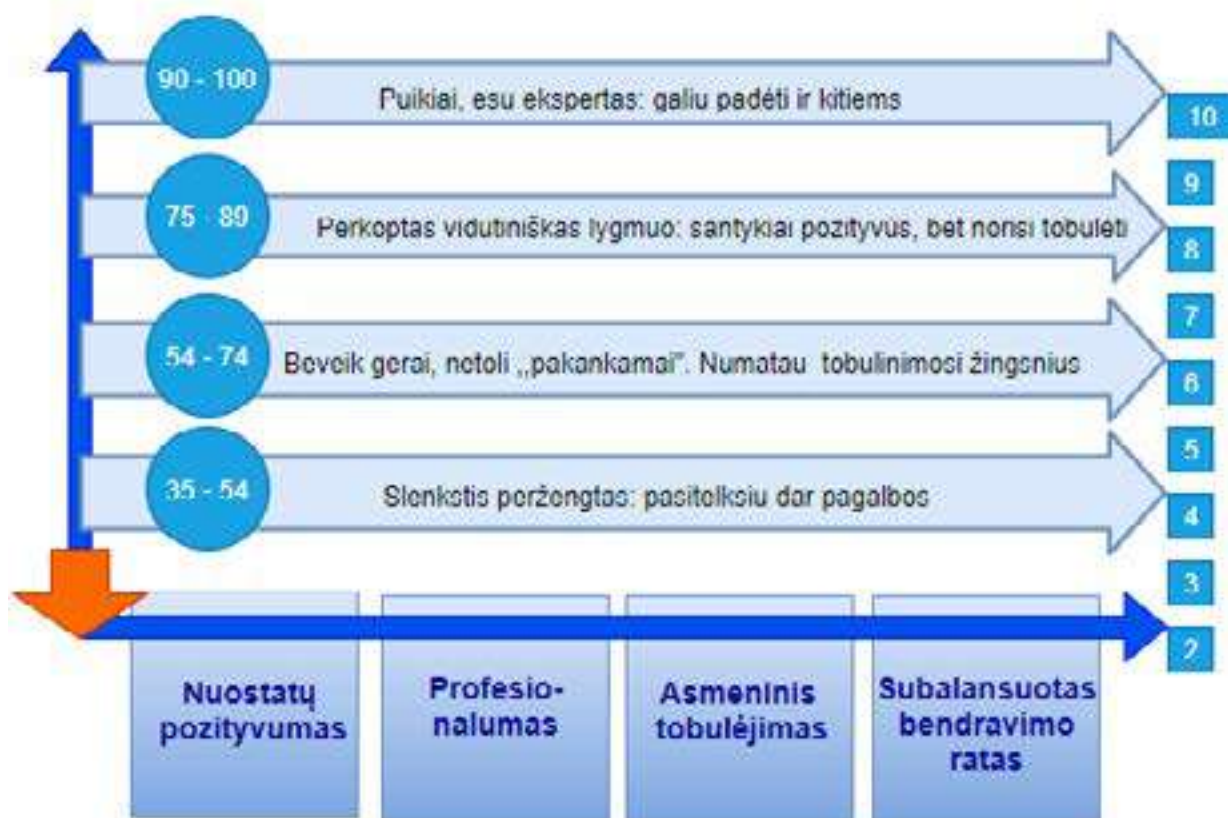 90 - 100
Puikiai, esu ekspertas: galiu padėti ir kitiems
10
9
75 - 89
Perkoptas vidutiniškas lygmuo: santykiai pozityvus, bet norisi tobulėti
8
7
54 - 74
Beveik gerai, netoli ,,pakankamai". Numatau tobulinimosi žingsnius
6
5
35 - 54
Slenkstis peržengtas: pasitelksiu dar pagalbos
4
3
2
Nuostatų
pozityvumas
Profesio-
nalumas
Asmeninis
tobulėjimas
Subalansuotas
bendravimo
ratas